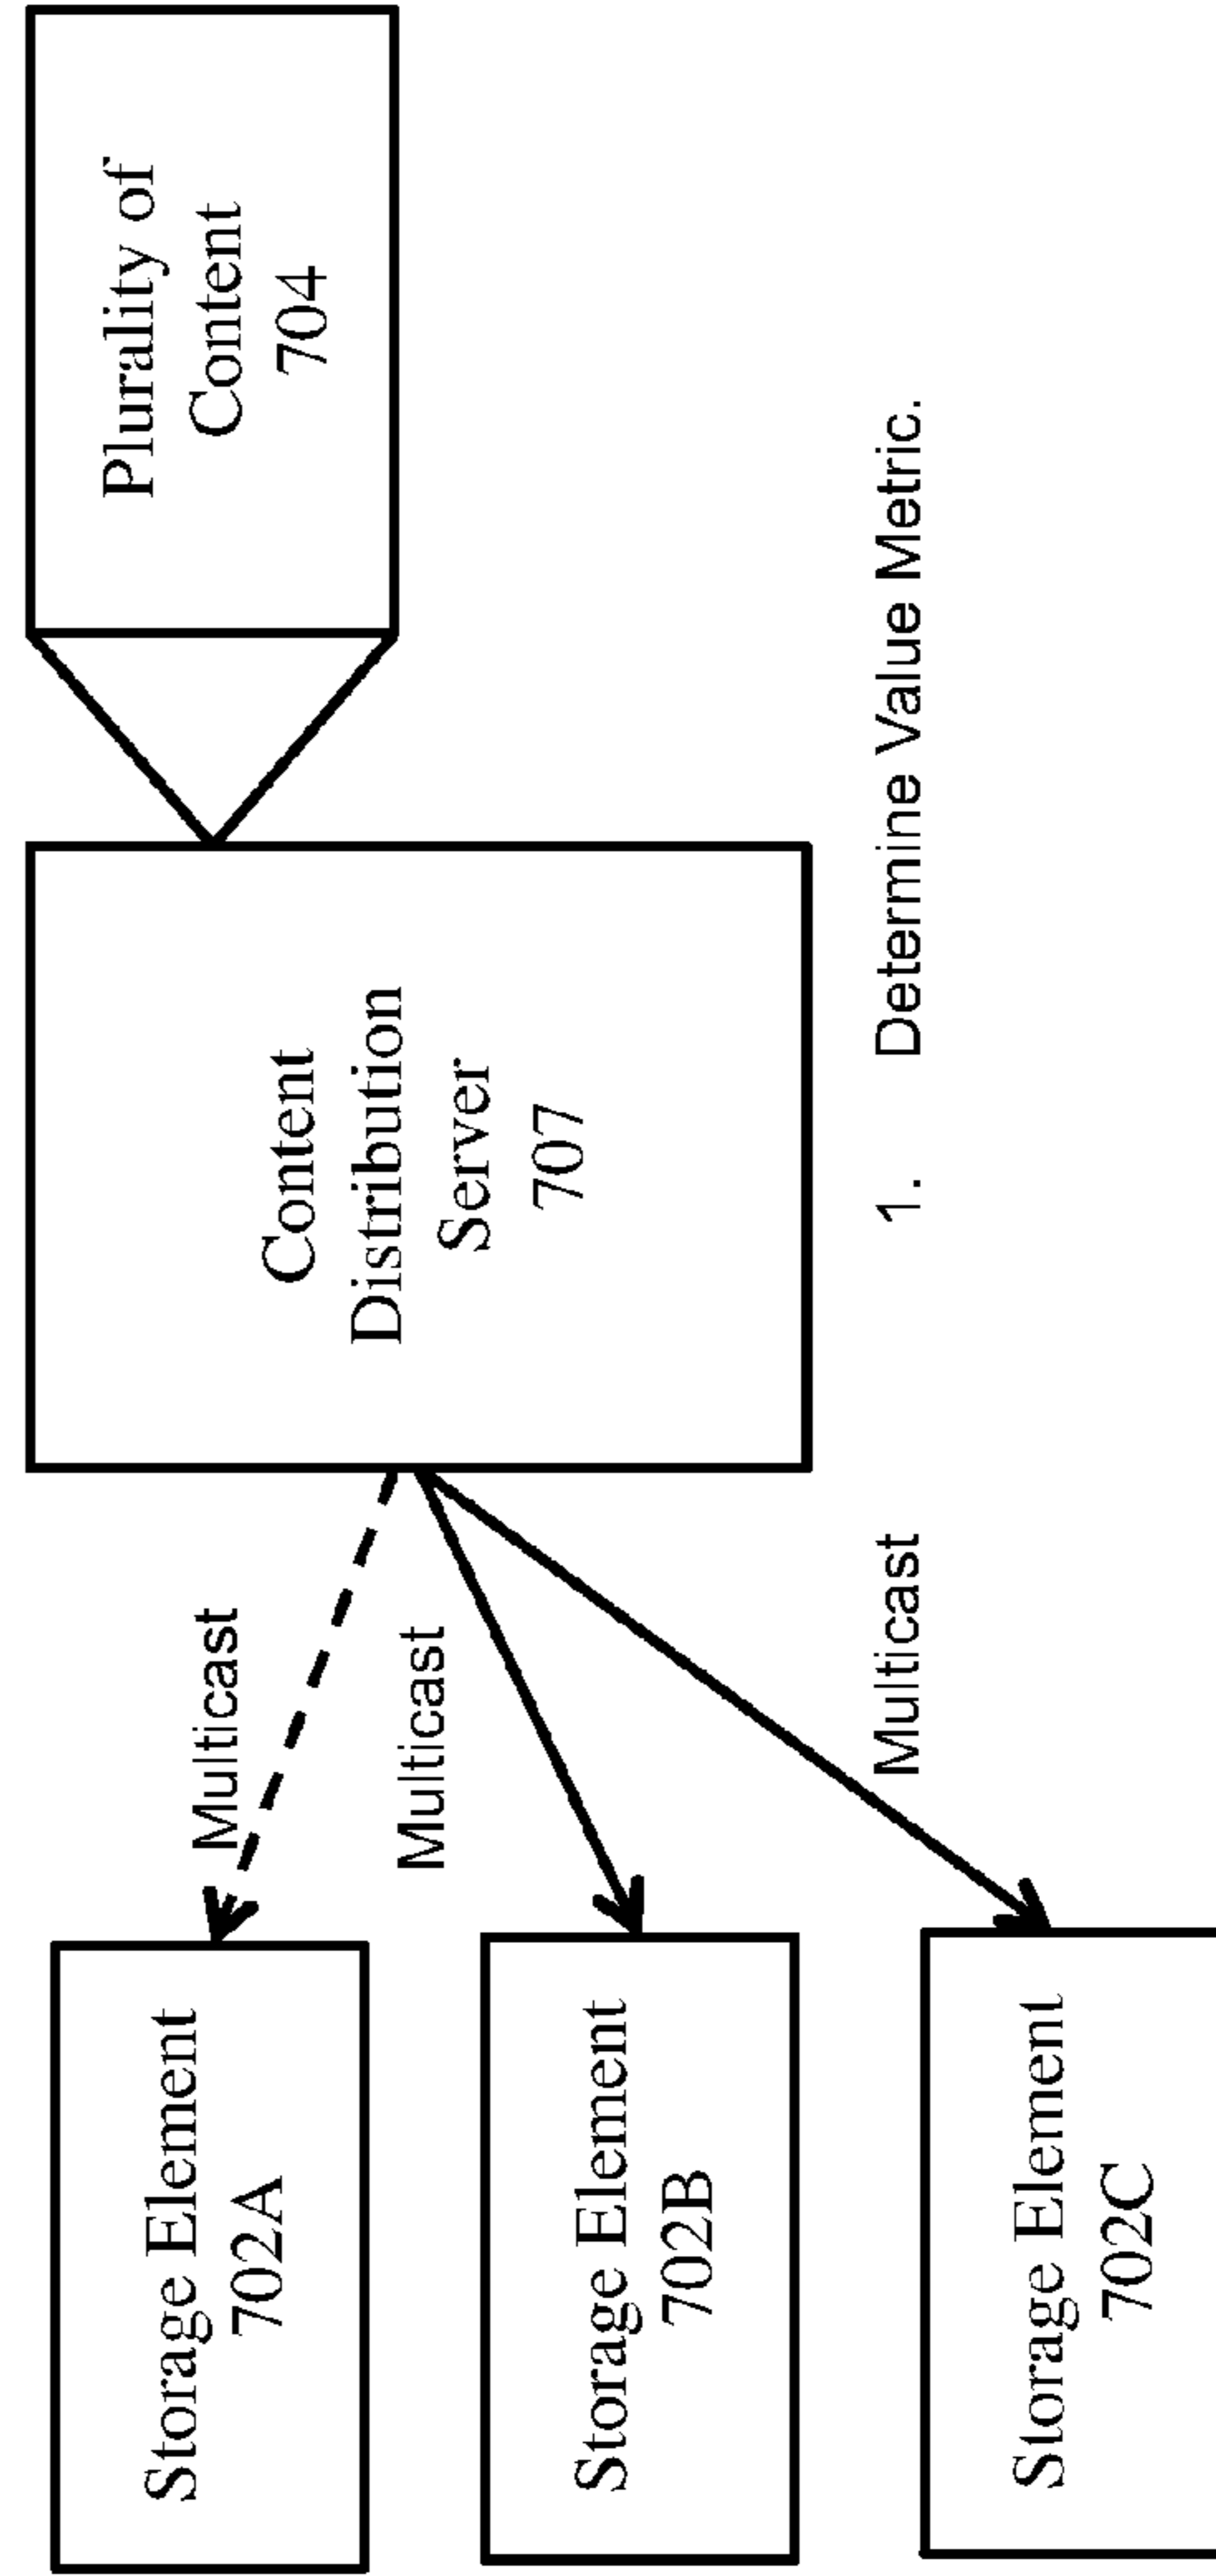 Storage Element
702A
Storage Element
702B
Storage Element
702C
Multicast
Multicast
Multicast
Content
Distribution
Server
707
Plurality of
Content
704
1. Determine Value Metric.